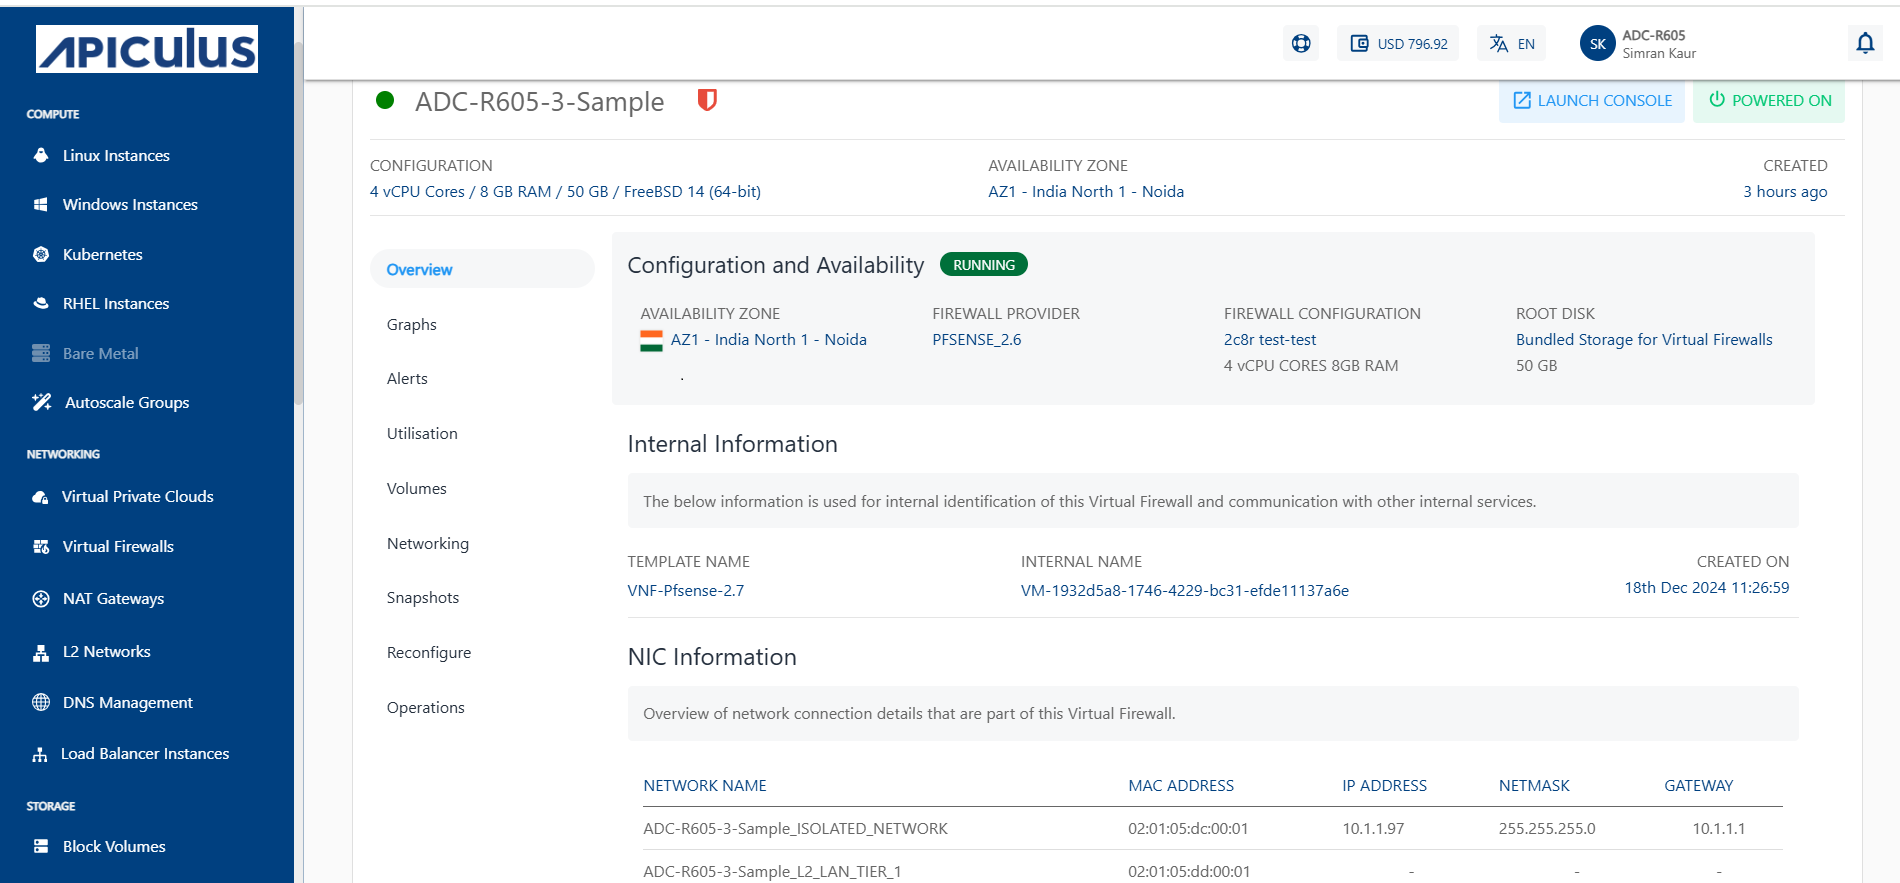 APICULUS
USD 796.92
EN
SK
ADC-R605
Simran Kaur
COMPUTE
Linux Instances
Windows Instances
Kubernetes
RHEL Instances
Bare Metal
Autoscale Groups
NETWORKING
Virtual Private Clouds
Virtual Firewalls
NAT Gateways
L2 Networks
DNS Management
Load Balancer Instances
STORAGE
Block Volumes
ADC-R605-3-Sample
LAUNCH CONSOLE
POWERED ON
CONFIGURATION
4 vCPU Cores / 8 GB RAM / 50 GB / FreeBSD 14 (64-bit)
AVAILABILITY ZONE
AZ1 - India North 1 - Noida
CREATED
3 hours ago
Overview
Graphs
Alerts
Utilisation
Volumes
Networking
Snapshots
Reconfigure
Operations
Configuration and Availability RUNNING
AVAILABILITY ZONE
AZ1 - India North 1 - Noida
.
FIREWALL PROVIDER
PFSENSE_2.6
FIREWALL CONFIGURATION
2c8r test-test
4 vCPU CORES 8GB RAM
ROOT DISK
Bundled Storage for Virtual Firewalls
50 GB
Internal Information
The below information is used for internal identification of this Virtual Firewall and communication with other internal services.
TEMPLATE NAME
VNF-Pfsense-2.7
INTERNAL NAME
VM-1932d5a8-1746-4229-bc31-efde11137a6e
CREATED ON
18th Dec 2024 11:26:59
NIC Information
Overview of network connection details that are part of this Virtual Firewall.
NETWORK NAME MAC ADDRESS IP ADDRESS NETMASK GATEWAY
ADC-R605-3-Sample_ISOLATED_NETWORK 02:01:05:dc:00:01 10.1.1.97 255.255.255.0 10.1.1.1
ADC-R605-3-Sample_L2_LAN_TIER_1 02:01:05:dd:00:01 - - -